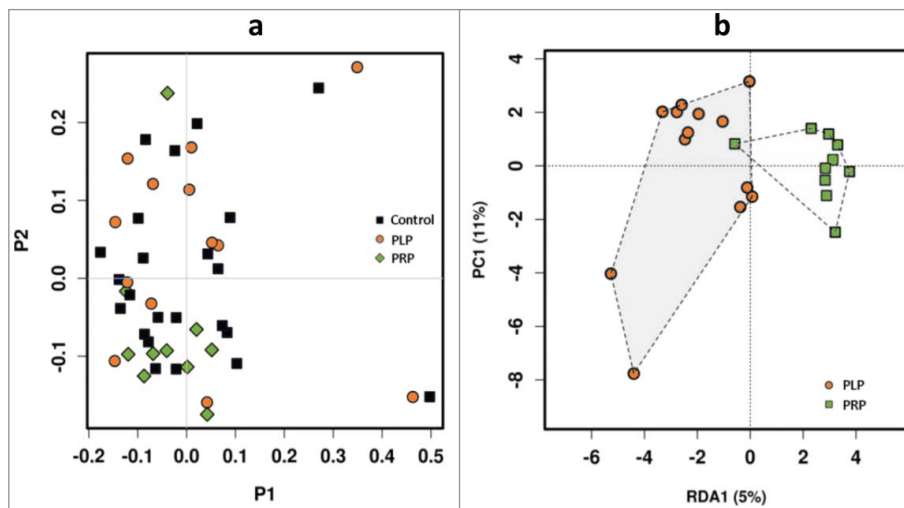 a
0.2
0.1
0.0
-0.1
P2
-0.2 -0.1 0.0 0.1 0.2 0.3 0.4 0.5
P1
Control
PLP
PRP
b
4
2
0
-2
-4
-6
-8
PC1 (11%)
-6 -4 -2 0 2 4
RDA1 (5%)
PLP
PRP